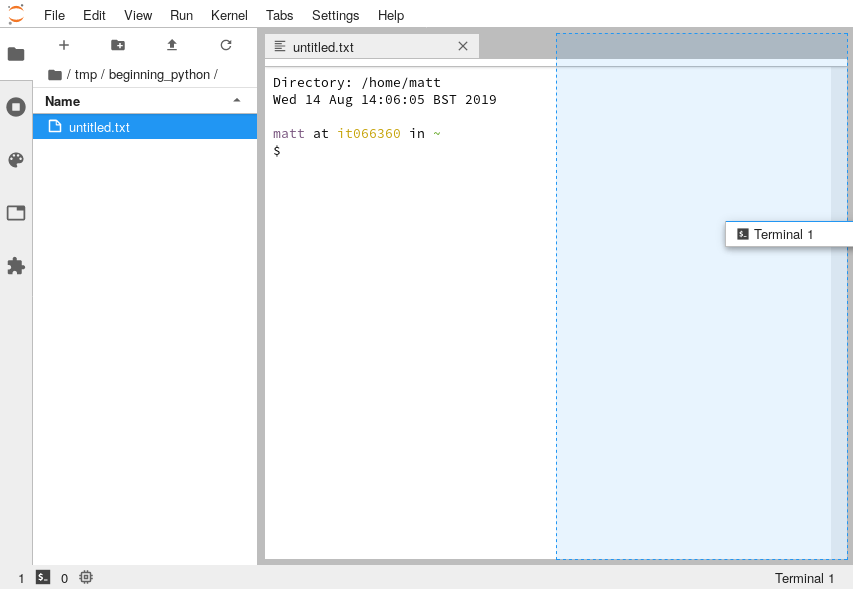 File Edit View Run Kernel Tabs Settings Help
/ tmp / beginning_python /
Name
untitled.txt
untitled.txt
Directory: /home/matt
Wed 14 Aug 14:06:05 BST 2019
matt at it066360 in ~
$
$_ Terminal 1
1 $_ 0
Terminal 1